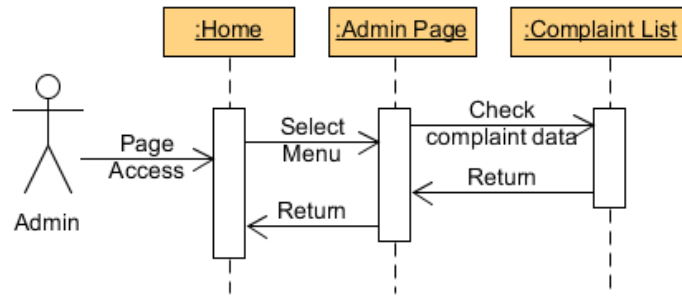 :Home
:Admin Page
:Complaint List
Page
Access
Select
Menu
Check
complaint data
Return
Return
Admin